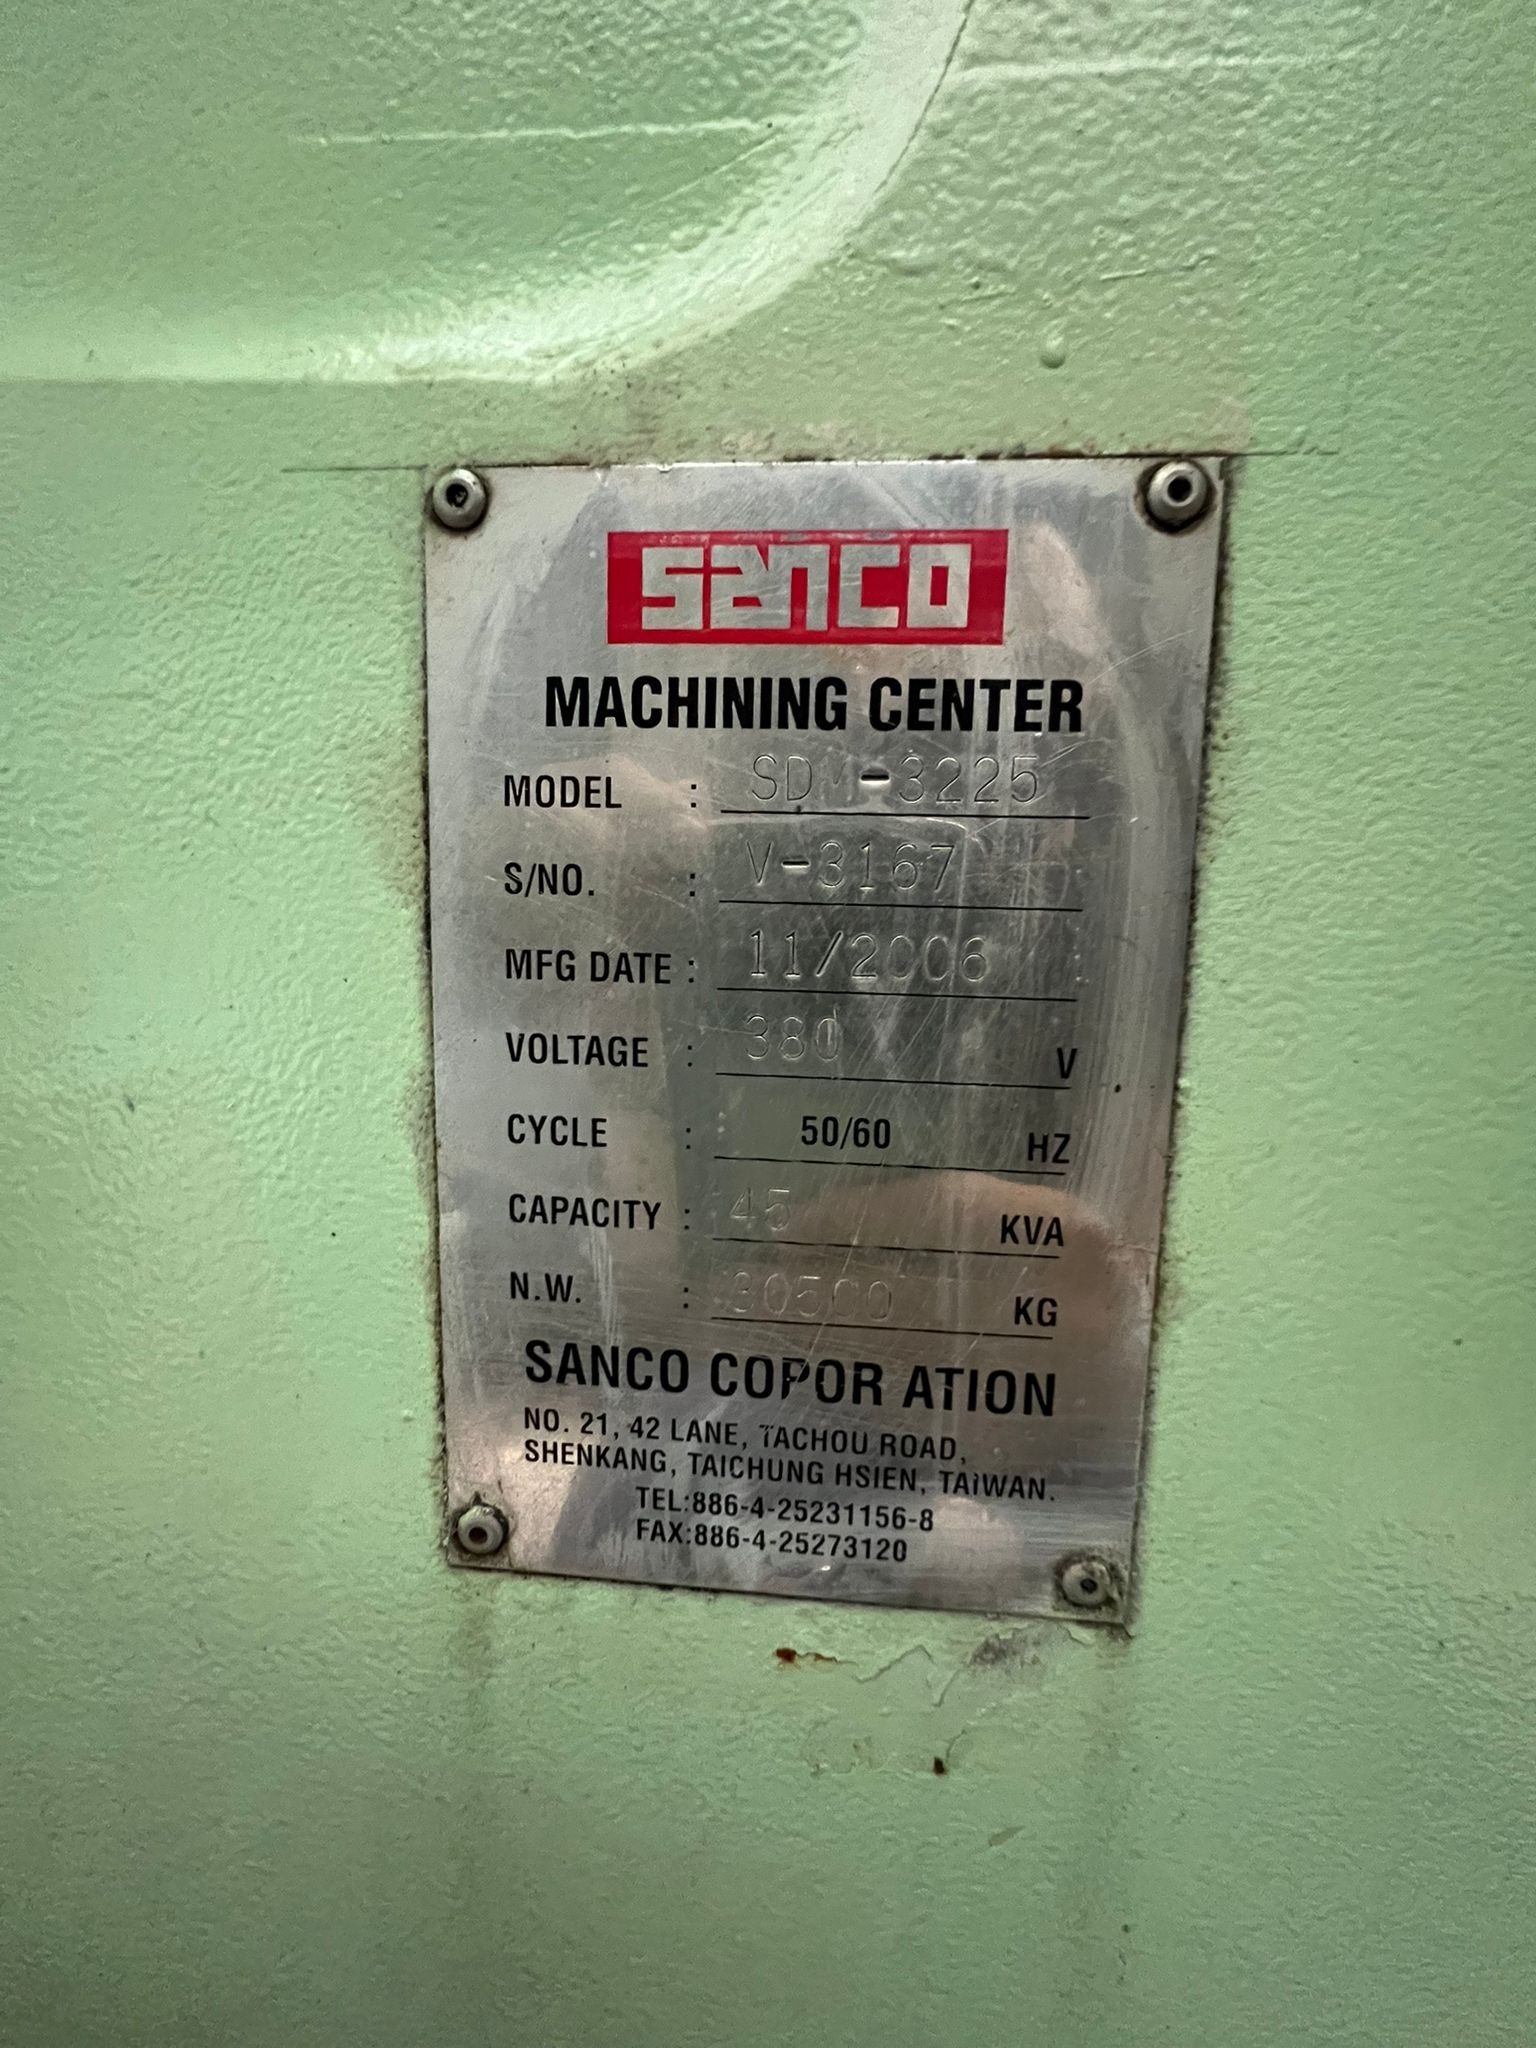 sanco
MACHINING CENTER
MODEL : SDM-3225
S/NO. : V-3167
MFG DATE : 11/2006
VOLTAGE : 380 V
CYCLE : 50/60 HZ
CAPACITY : 45 KVA
N.W. : 30500 KG
SANCO COPOR ATION
NO. 21, 42 LANE, TACHOU ROAD,
SHENKANG, TAICHUNG HSIEN, TAIWAN.
TEL:886-4-25231156-8
FAX:886-4-25273120